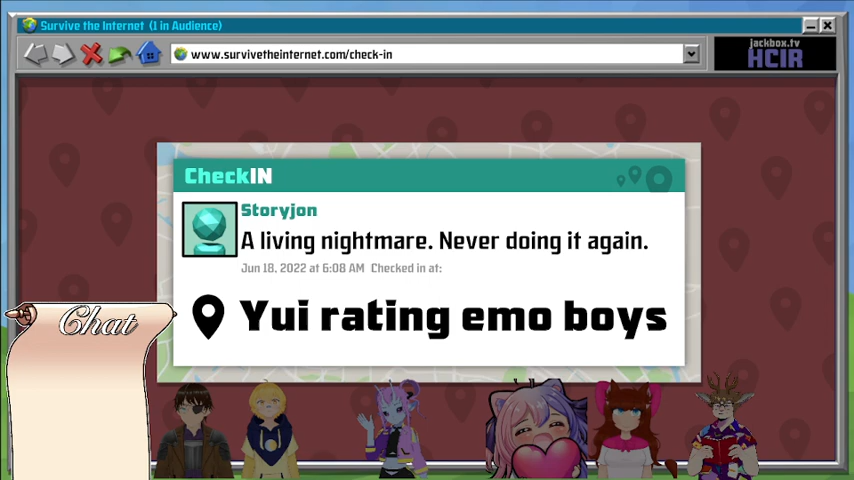 Survive the Internet (1 in Audience)
www.survivetheinternet.com/check-in
jackbox.tv
HCIR
CheckIN
Storyjon
A living nightmare. Never doing it again.
Jun 18, 2022 at 6:08 AM Checked in at:
Yui rating emo boys
Chat